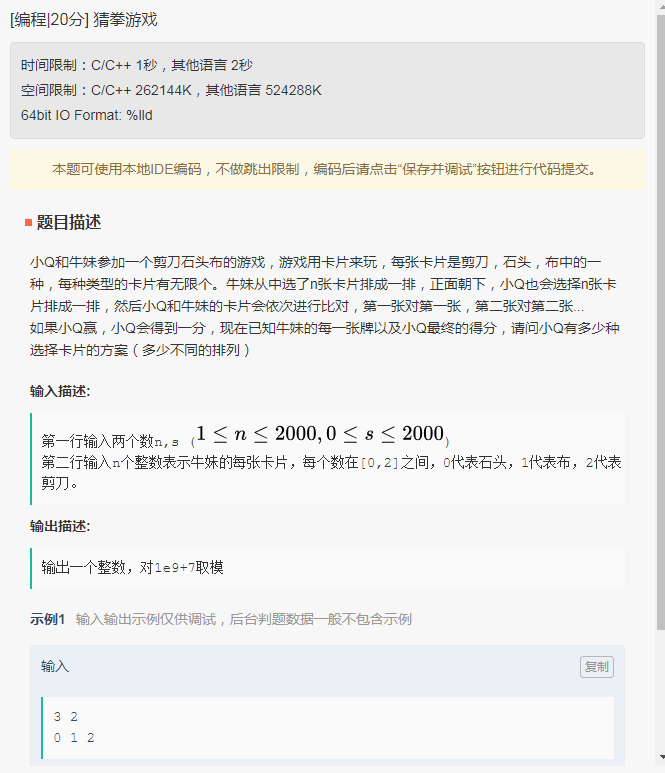 [编程|20分] 猜拳游戏
时间限制：C/C++ 1秒，其他语言 2秒
空间限制：C/C++ 262144K，其他语言 524288K
64bit IO Format: %lld
本题可使用本地IDE编码，不做跳出限制，编码后请点击“保存并调试”按钮进行代码提交。
题目描述
小Q和牛妹参加一个剪刀石头布的游戏，游戏用卡片来玩，每张卡片是剪刀，石头，布中的一
种，每种类型的卡片有无限个。牛妹从中选了n张卡片排成一排，正面朝下，小Q也会选择n张卡
片排成一排，然后小Q和牛妹的卡片会依次进行比对，第一张对第一张，第二张对第二张...
如果小Q赢，小Q会得到一分，现在已知牛妹的每一张牌以及小Q最终的得分，请问小Q有多少种
选择卡片的方案（多少不同的排列）
输入描述:
第一行输入两个数n,s（1 ≤ n ≤ 2000, 0 ≤ s ≤ 2000）
第二行输入n个整数表示牛妹的每张卡片，每个数在[0,2]之间，0代表石头，1代表布，2代表
剪刀。
输出描述:
输出一个整数，对1e9+7取模
示例1 输入输出示例仅供调试，后台判题数据一般不包含示例
输入 复制
3 2
0 1 2